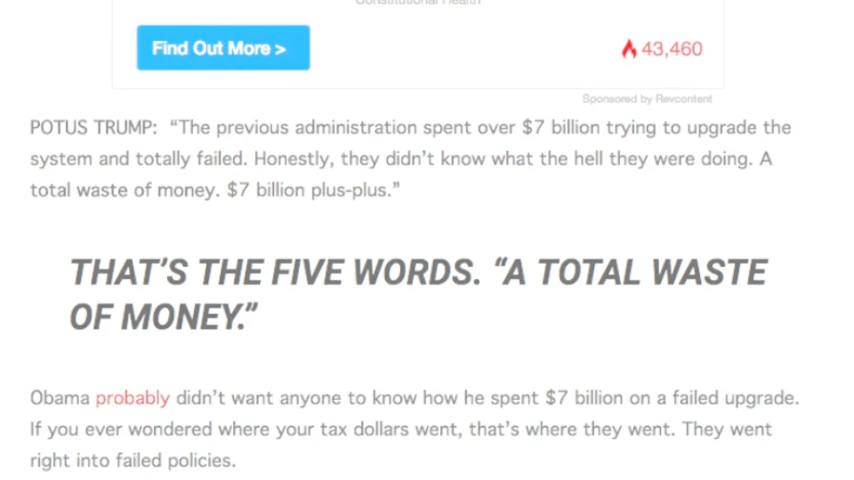 Constitutional Health
Find Out More >
43,460
Sponsored by Revcontent
POTUS TRUMP:  “The previous administration spent over $7 billion trying to upgrade the
system and totally failed. Honestly, they didn’t know what the hell they were doing. A
total waste of money. $7 billion plus-plus.”
THAT’S THE FIVE WORDS. “A TOTAL WASTE
OF MONEY.”
Obama probably didn’t want anyone to know how he spent $7 billion on a failed upgrade.
If you ever wondered where your tax dollars went, that’s where they went. They went
right into failed policies.